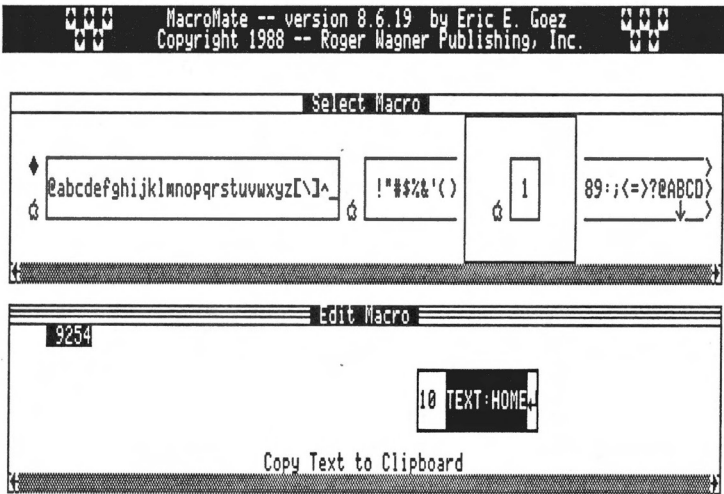 MacroMate -- version 8.6.19 by Eric E. Goez
Copyright 1988 -- Roger Wagner Publishing, Inc.
Select Macro
@abcdefghijklmnopqrstuvwxyz[\]^_ !"#$%&'() 1 89:;<=>?@ABCD
Edit Macro
9254
10 TEXT:HOME
Copy Text to Clipboard